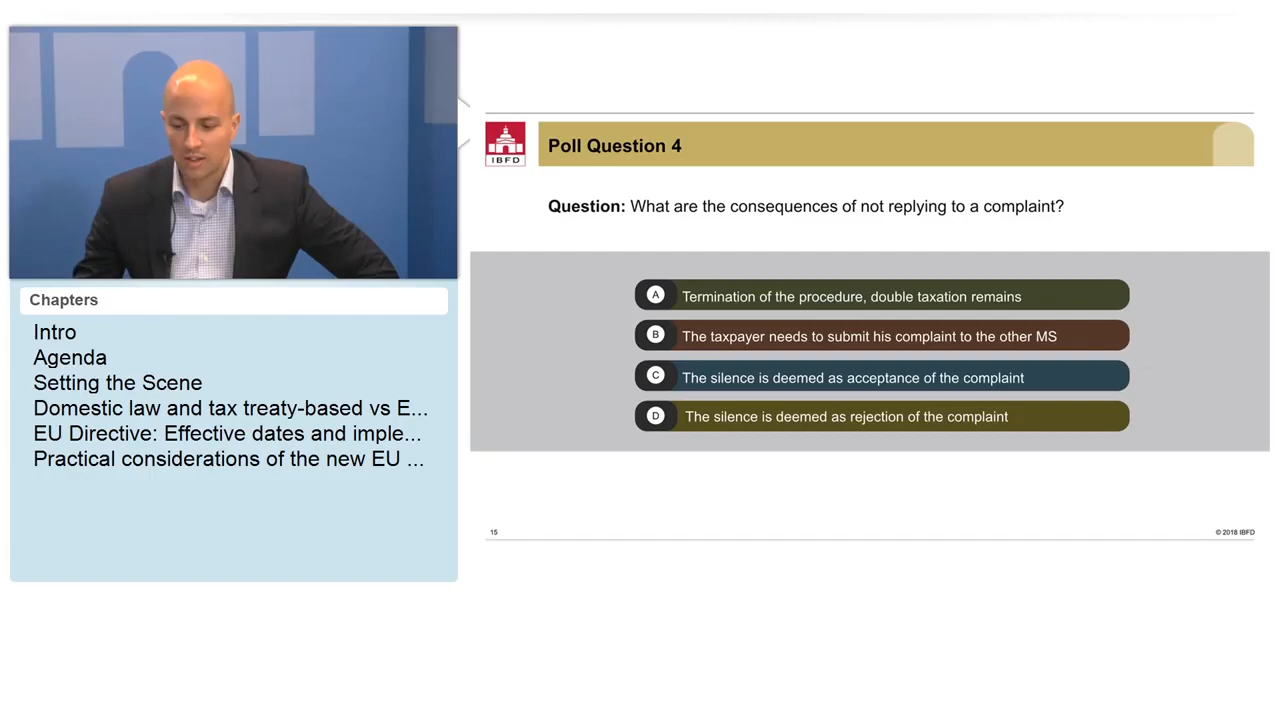 Chapters
Intro
Agenda
Setting the Scene
Domestic law and tax treaty-based vs E...
EU Directive: Effective dates and imple...
Practical considerations of the new EU ...
IBFD
Poll Question 4
Question: What are the consequences of not replying to a complaint?
A Termination of the procedure, double taxation remains
B The taxpayer needs to submit his complaint to the other MS
C The silence is deemed as acceptance of the complaint
D The silence is deemed as rejection of the complaint
15
© 2018 IBFD